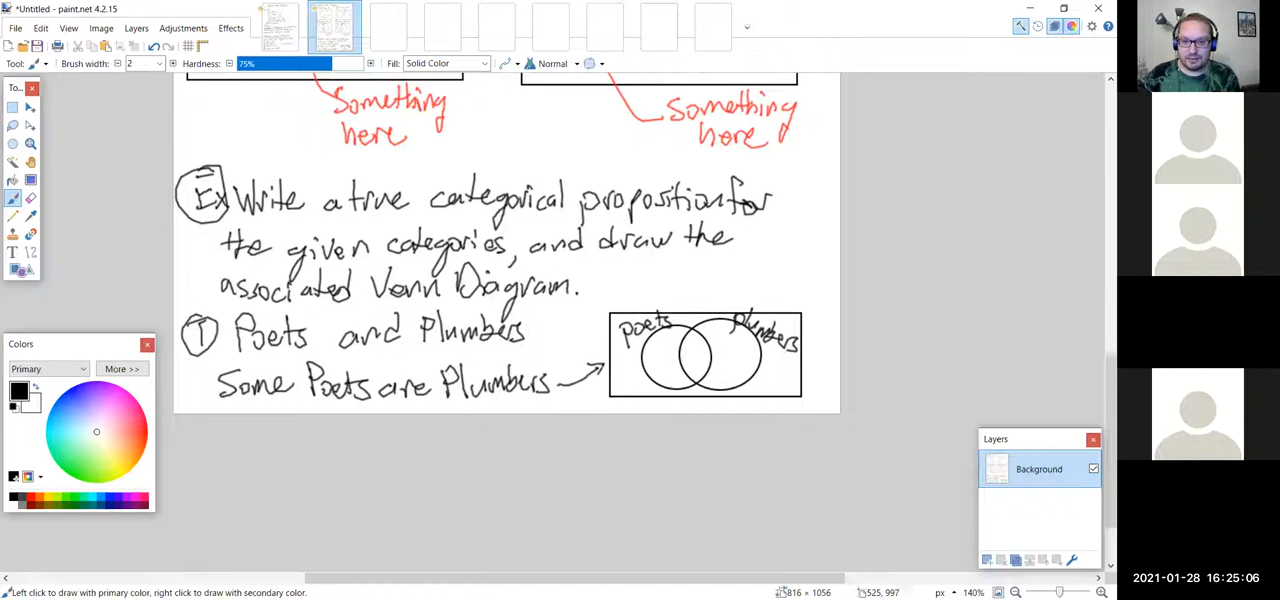 *Untitled - paint.net 4.2.15
File Edit View Image Layers Adjustments Effects
Tool: Brush width: 2 Hardness: 75% Fill: Solid Color Normal
To...
Something here
Something here
Ex Write a true categorical proposition for
the given categories, and draw the
associated Venn Diagram.
1 Poets and Plumbers
Some Poets are Plumbers
poets plumbers
Colors
Primary More >>
Layers
Background
Left click to draw with primary color, right click to draw with secondary color.
816 × 1056 525, 997 px 140%
2021-01-28 16:25:06